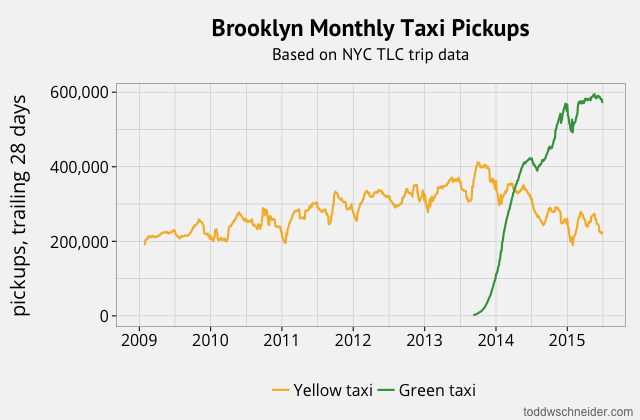 Brooklyn Monthly Taxi Pickups
Based on NYC TLC trip data
pickups, trailing 28 days
600,000
400,000
200,000
0
2009 2010 2011 2012 2013 2014 2015
Yellow taxi Green taxi
toddwschneider.com